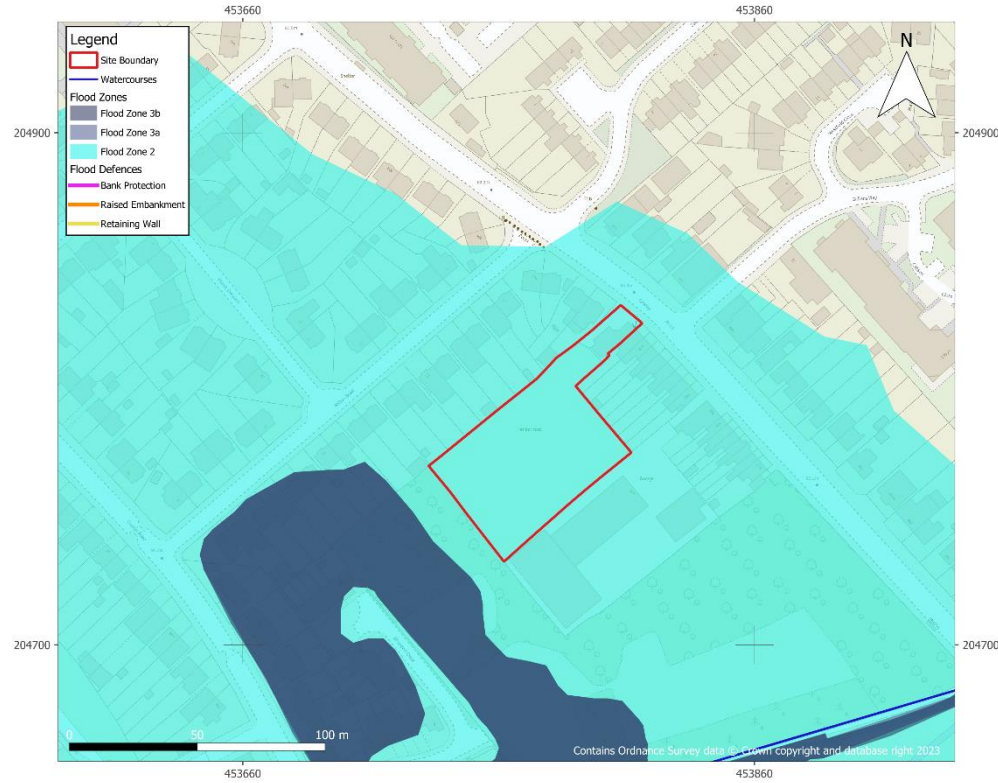 453660
453860
Legend
Site Boundary
Watercourses
Flood Zones
Flood Zone 3b
Flood Zone 3a
Flood Zone 2
Flood Defences
Bank Protection
Raised Embankment
Retaining Wall
N
204900
204900
204700
204700
0
50
100 m
Contains Ordnance Survey data © Crown copyright and database right 2023
453660
453860